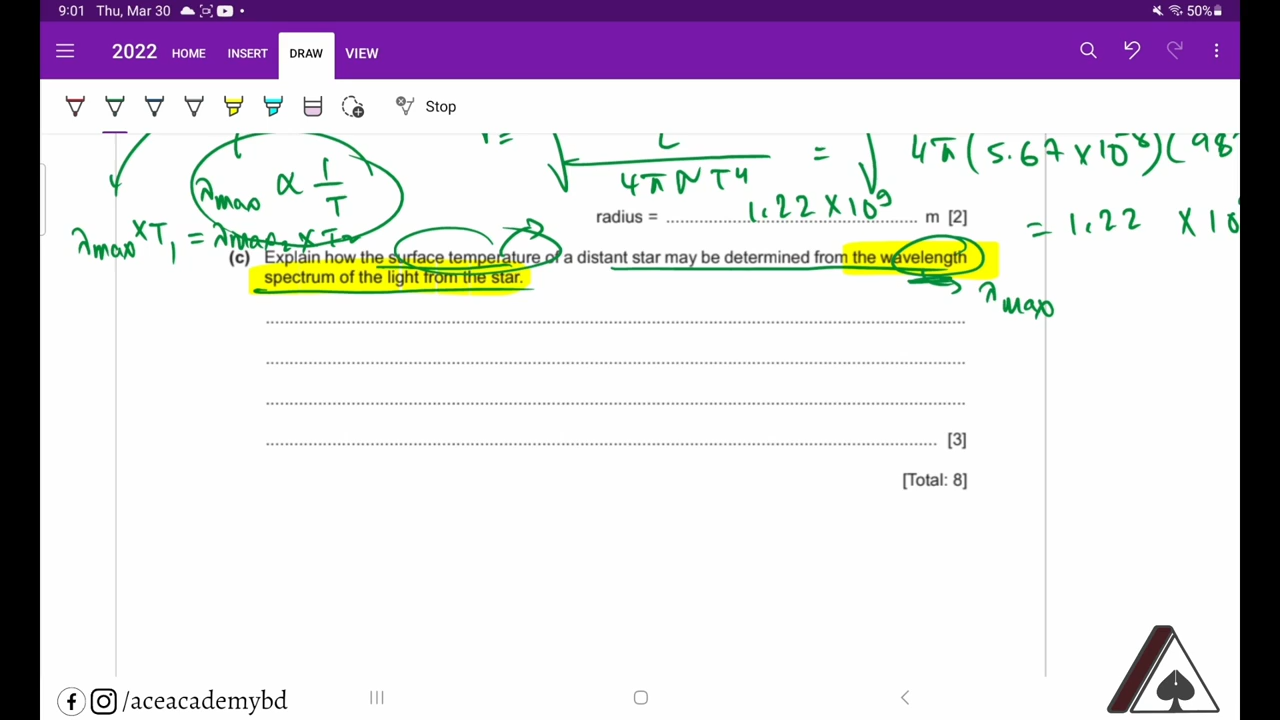 9:01 Thu, Mar 30 50%
2022 HOME INSERT DRAW VIEW
Stop
4π (5.67 × 10⁻⁸)(98
4π σ T⁴
λmax ∝ 1/T
radius = 1.22 × 10⁹ m [2]
= 1.22 × 10
λmax × T₁ = λmax₂ × T₂
(c) Explain how the surface temperature of a distant star may be determined from the wavelength
spectrum of the light from the star.
λmax
[3]
[Total: 8]
/aceacademybd